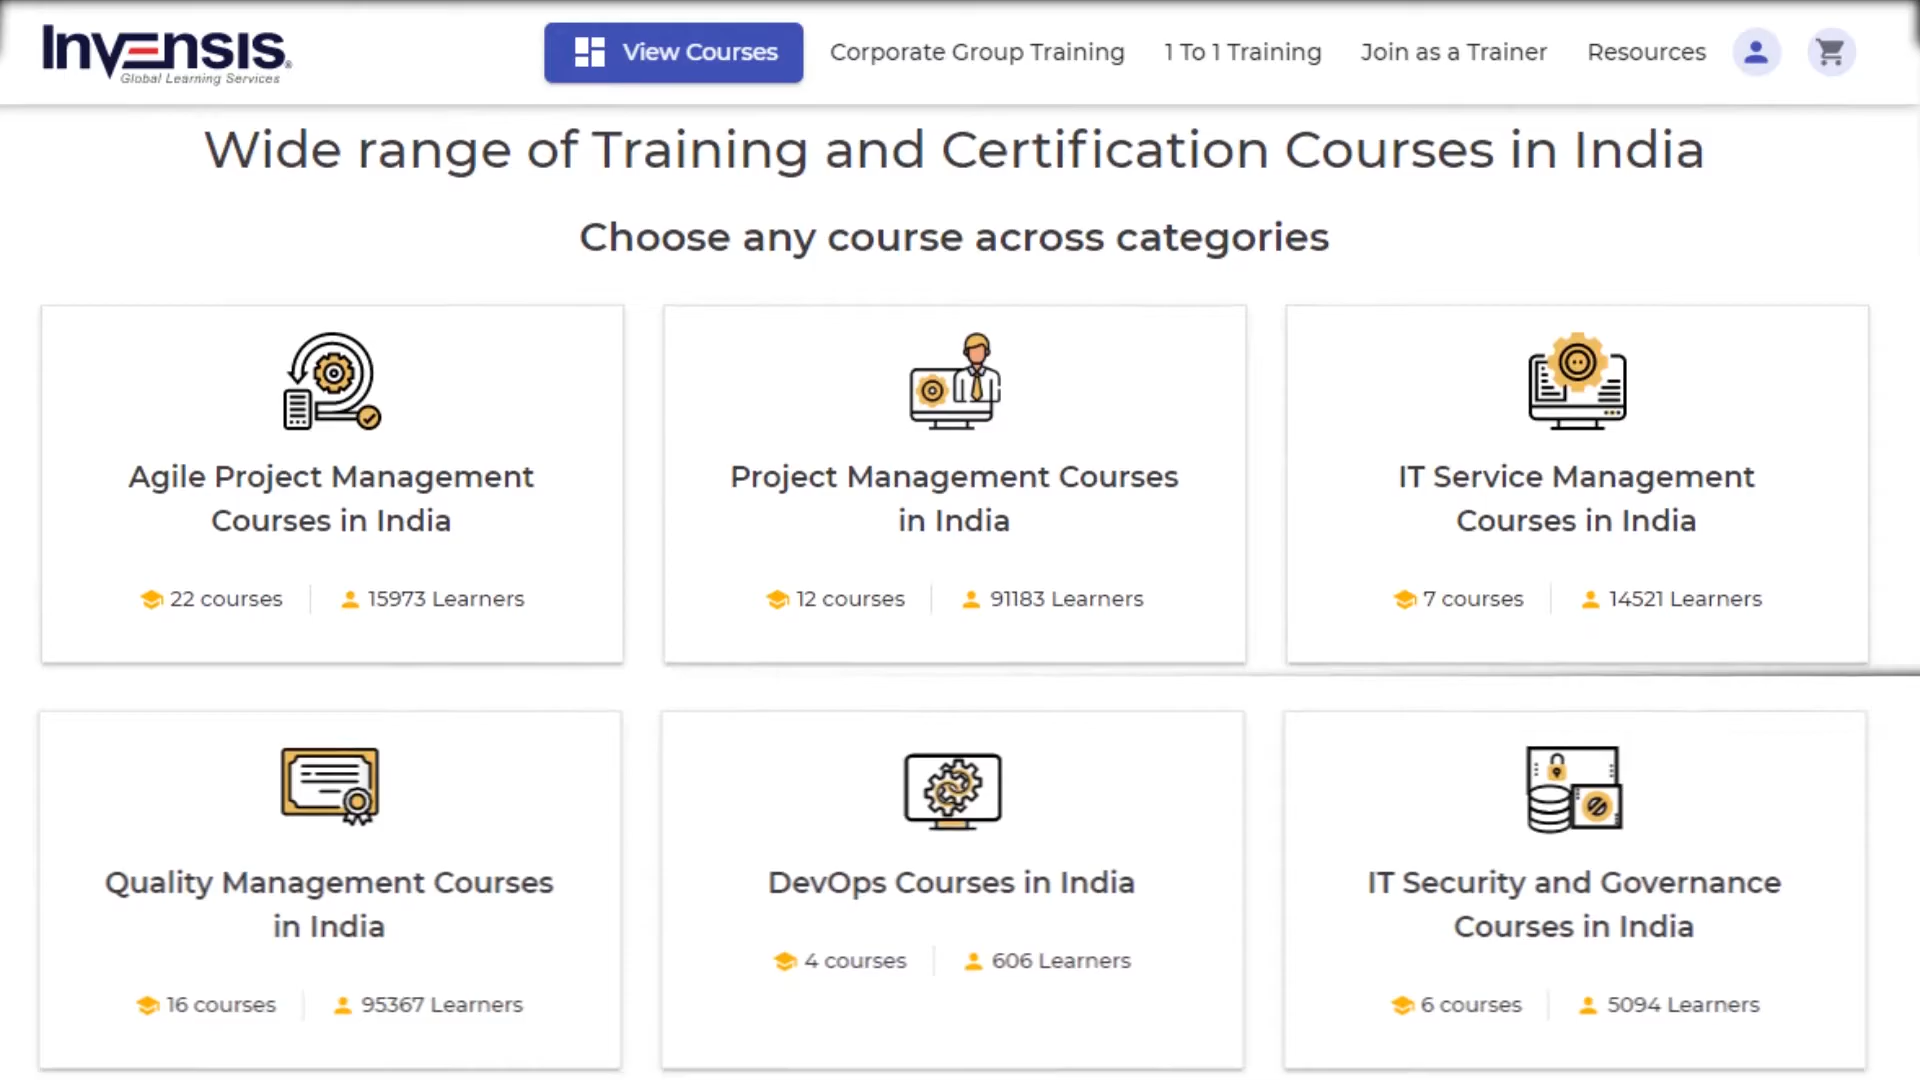 Invensis®
Global Learning Services
View Courses
Corporate Group Training
1 To 1 Training
Join as a Trainer
Resources
Wide range of Training and Certification Courses in India
Choose any course across categories
Agile Project Management
Courses in India
22 courses
15973 Learners
Project Management Courses
in India
12 courses
91183 Learners
IT Service Management
Courses in India
7 courses
14521 Learners
Quality Management Courses
in India
16 courses
95367 Learners
DevOps Courses in India
4 courses
606 Learners
IT Security and Governance
Courses in India
6 courses
5094 Learners